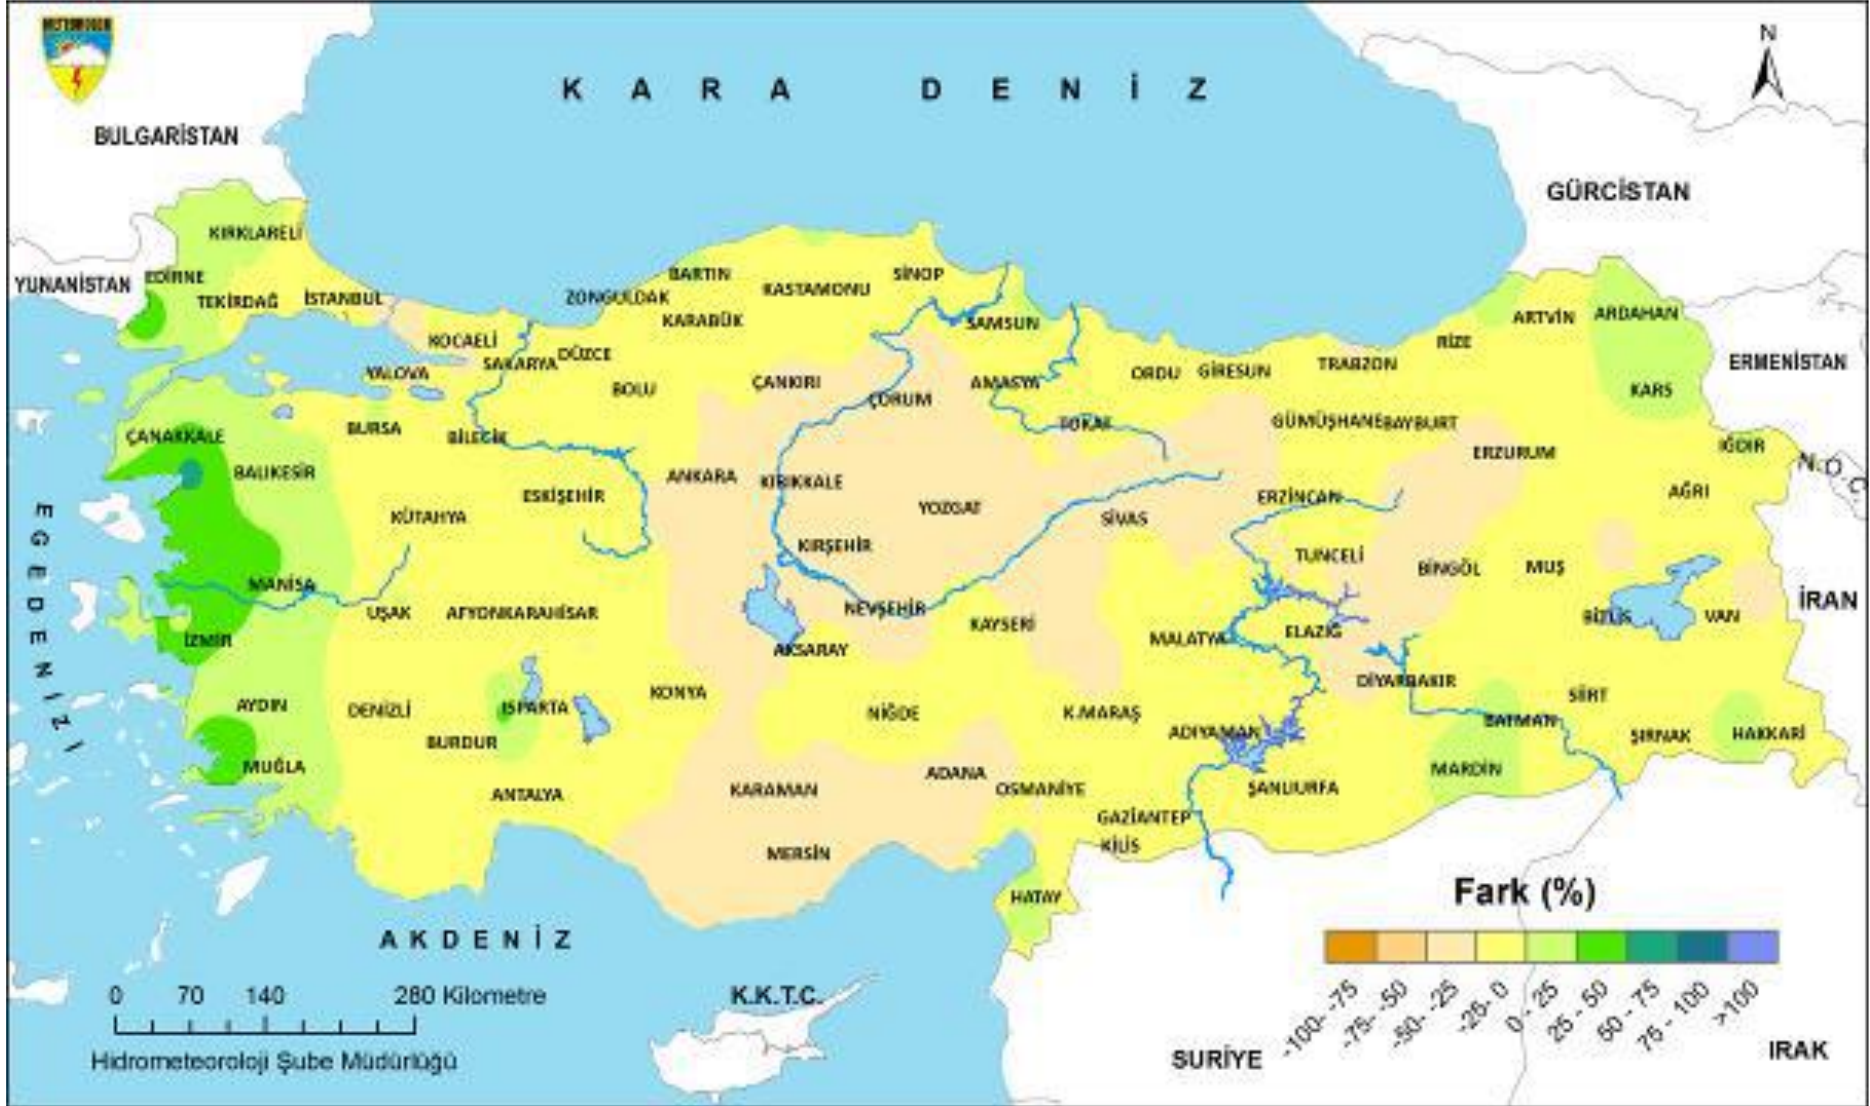 METEOROLOJİ
N
K A R A D E N İ Z
BULGARİSTAN
GÜRCİSTAN
KIRKLARELİ
YUNANİSTAN
EDİRNE
TEKİRDAĞ
İSTANBUL
BARTIN
ZONGULDAK
KASTAMONU
SİNOP
KARABÜK
SAMSUN
ARTVİN
ARDAHAN
KOCAELİ
SAKARYA
DÜZCE
RİZE
YALOVA
BOLU
ÇANKIRI
ÇORUM
AMASYA
ORDU
GİRESUN
TRABZON
ERMENİSTAN
KARS
ÇANAKKALE
BURSA
BİLECİK
TOKAT
GÜMÜŞHANE
BAYBURT
ERZURUM
IĞDIR
N.O.C.
BALIKESİR
ANKARA
KIRIKKALE
ESKİŞEHİR
KÜTAHYA
YOZGAT
SİVAS
ERZİNCAN
AĞRI
EGE DENİZİ
KIRŞEHİR
TUNCELİ
BİNGÖL
MUŞ
MANİSA
UŞAK
AFYONKARAHİSAR
NEVŞEHİR
KAYSERİ
İRAN
BİTLİS
VAN
İZMİR
AKSARAY
MALATYA
ELAZIĞ
DİYARBAKIR
SİİRT
AYDIN
DENİZLİ
ISPARTA
KONYA
NİĞDE
K.MARAŞ
ADIYAMAN
BATMAN
ŞIRNAK
HAKKARİ
BURDUR
MUĞLA
ANTALYA
KARAMAN
ADANA
OSMANİYE
ŞANLIURFA
MARDİN
GAZİANTEP
KİLİS
MERSİN
HATAY
A K D E N İ Z
Fark (%)
-100- -75
-75- -50
-50- -25
-25- 0
0 - 25
25 - 50
50 - 75
75 - 100
>100
0 70 140 280 Kilometre
K.K.T.C.
Hidrometeoroloji Şube Müdürlüğü
SURİYE
IRAK